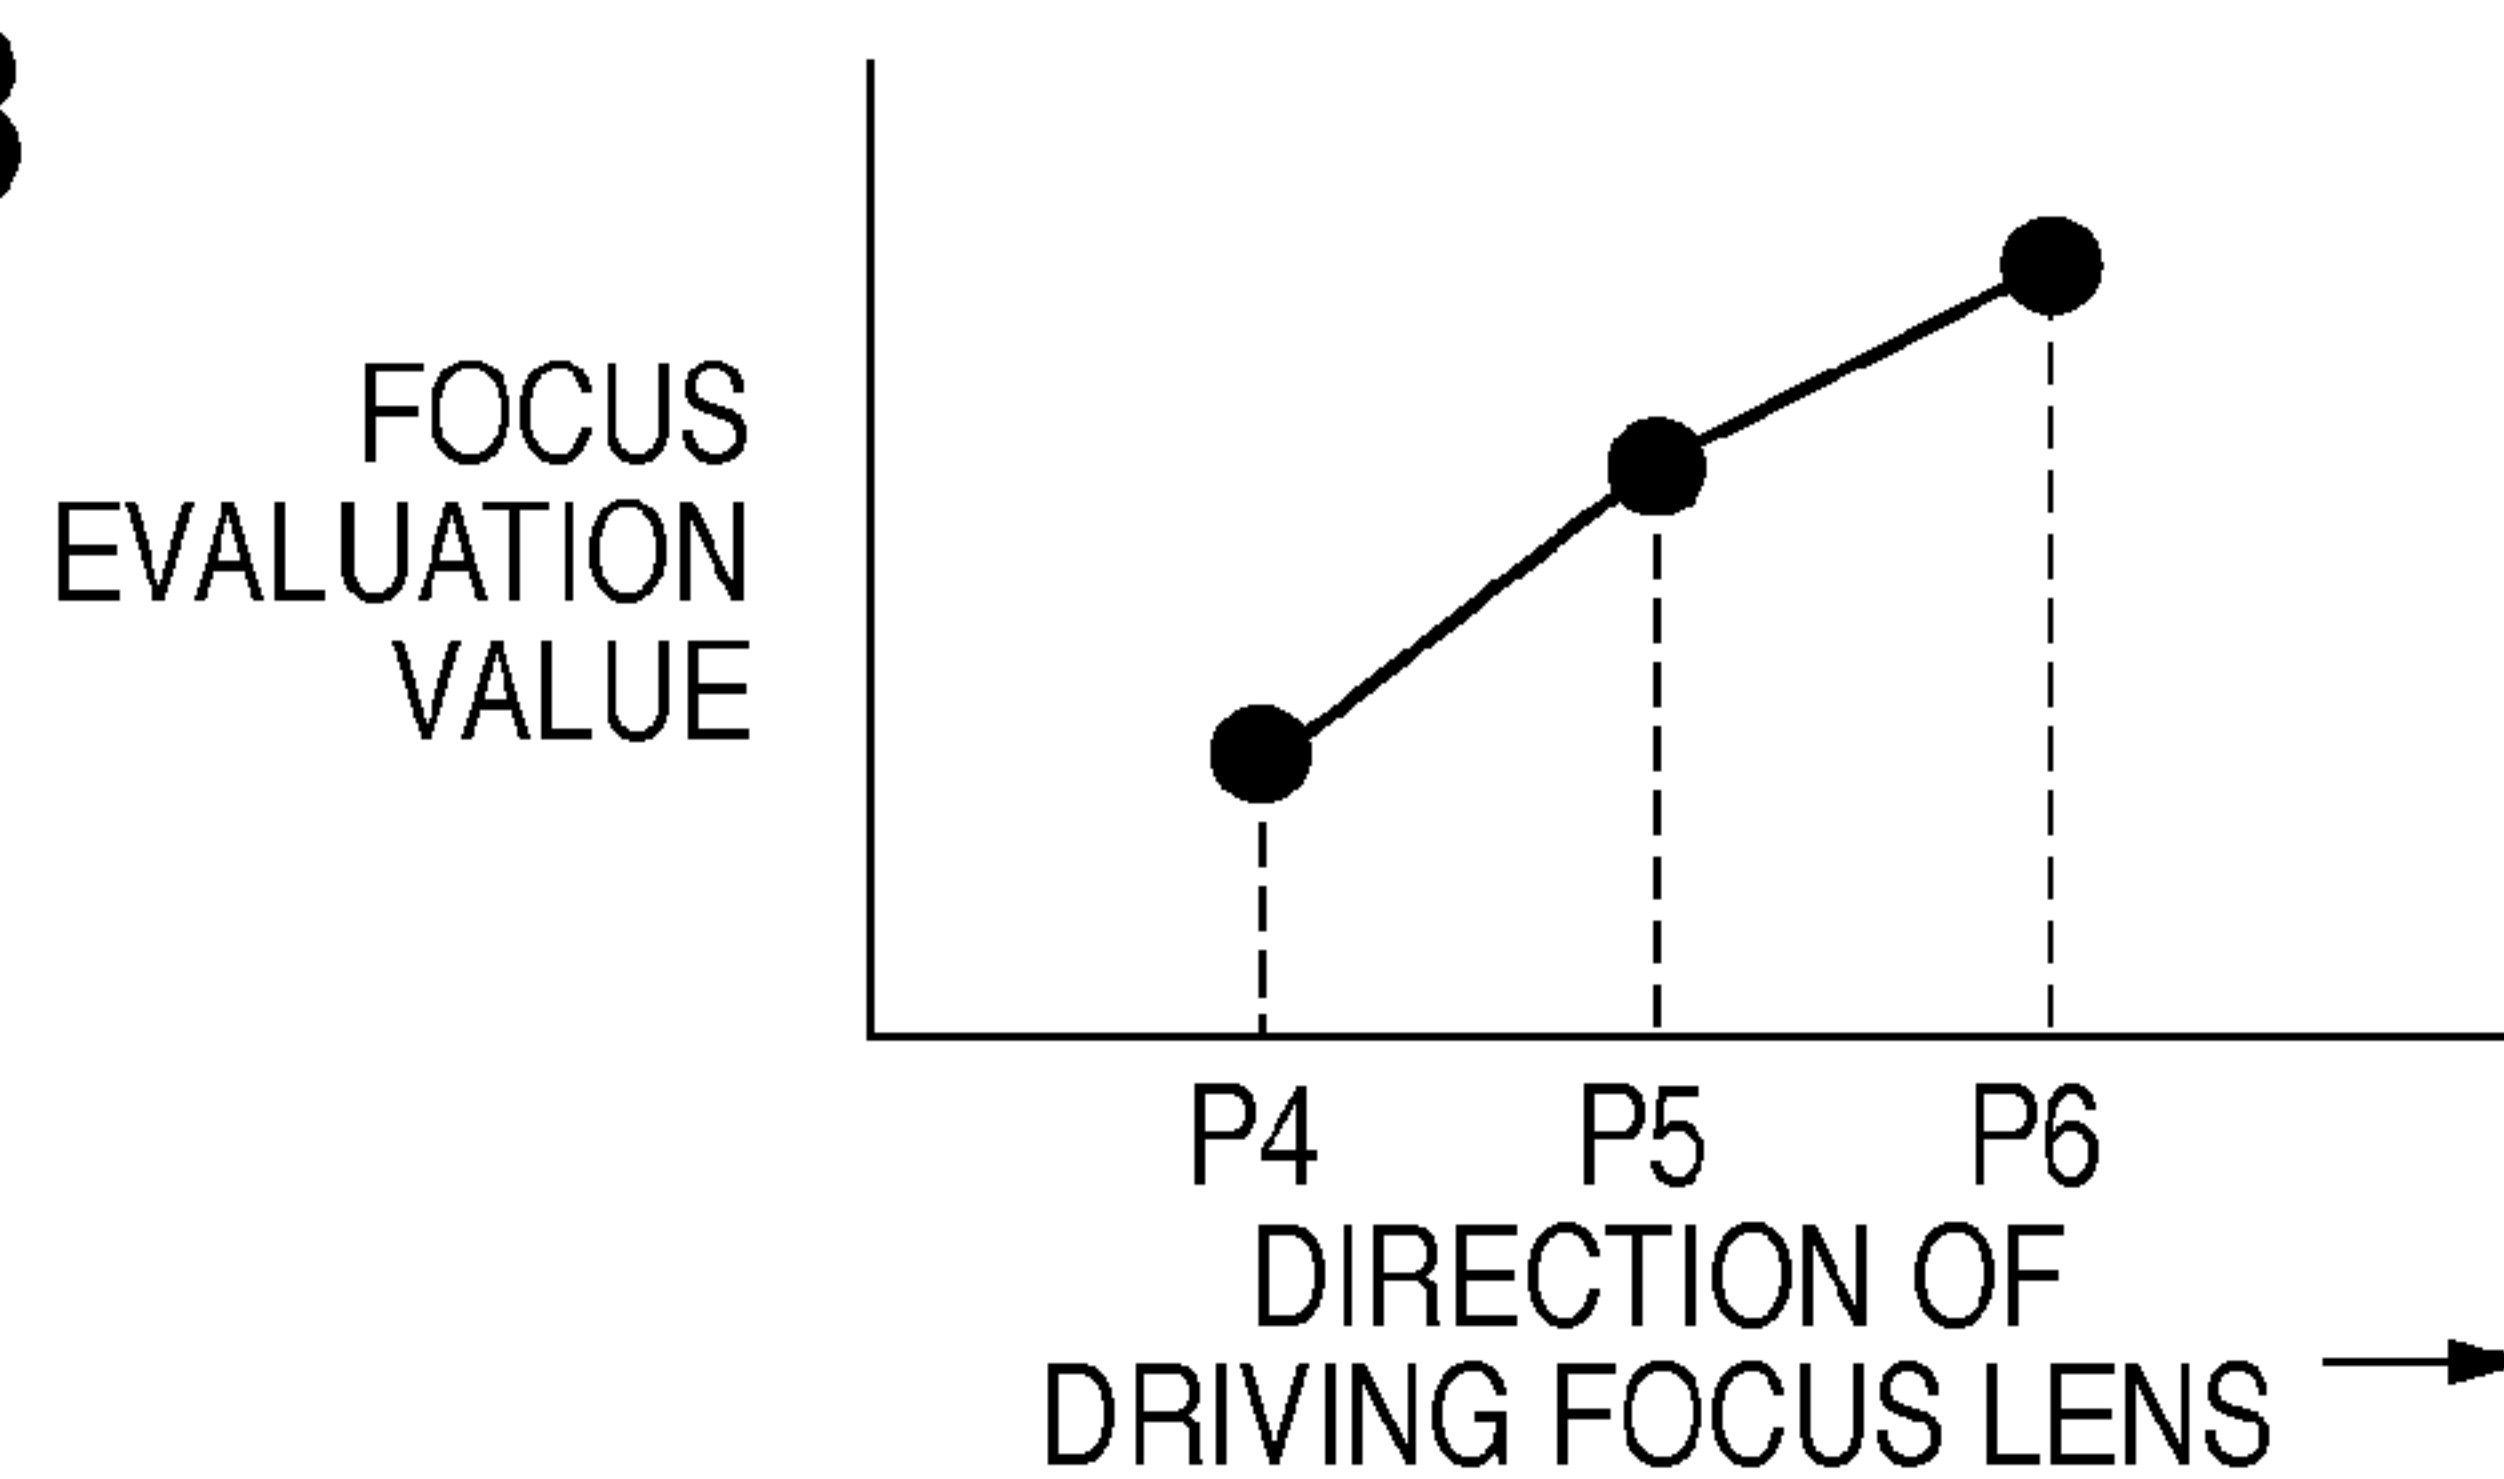 FOCUS
EVALUATION
VALUE
P4 P5 P6
DIRECTION OF
DRIVING FOCUS LENS